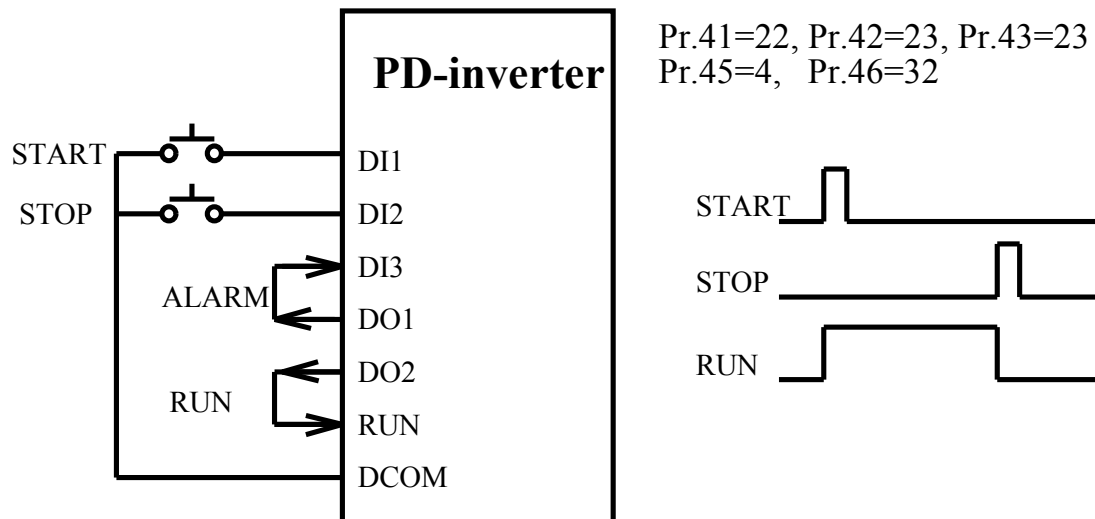 PD-inverter
Pr.41=22, Pr.42=23, Pr.43=23
Pr.45=4, Pr.46=32
START
DI1
STOP
DI2
DI3
ALARM
DO1
DO2
RUN
RUN
DCOM
START
STOP
RUN